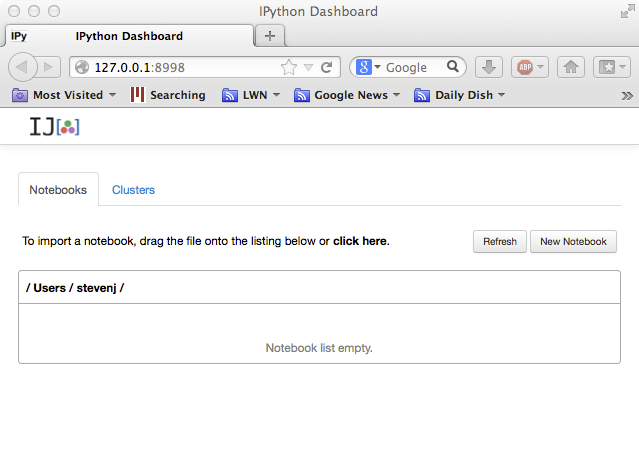 IPython Dashboard
IPy IPython Dashboard +
127.0.0.1:8998 8 Google ABP
Most Visited Searching LWN Google News Daily Dish
IJ[]
Notebooks Clusters
To import a notebook, drag the file onto the listing below or click here. Refresh New Notebook
/ Users / stevenj /
Notebook list empty.